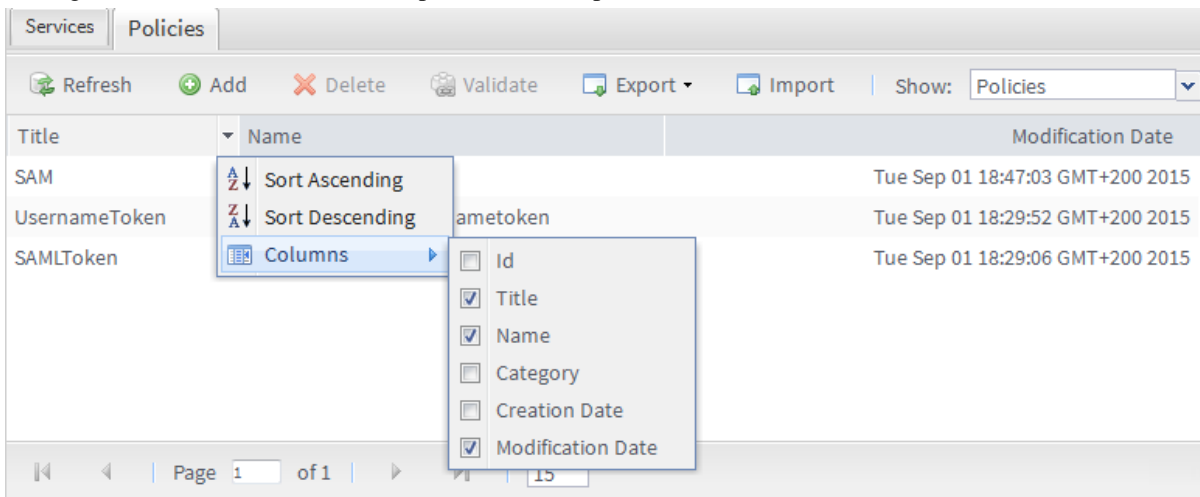 Services Policies
Refresh Add Delete Validate Export Import Show: Policies
Title Name Modification Date
SAM Tue Sep 01 18:47:03 GMT+200 2015
UsernameToken ametoken Tue Sep 01 18:29:52 GMT+200 2015
SAMLToken Tue Sep 01 18:29:06 GMT+200 2015
Sort Ascending
Sort Descending
Columns
Id
Title
Name
Category
Creation Date
Modification Date
Page 1 of 1 15